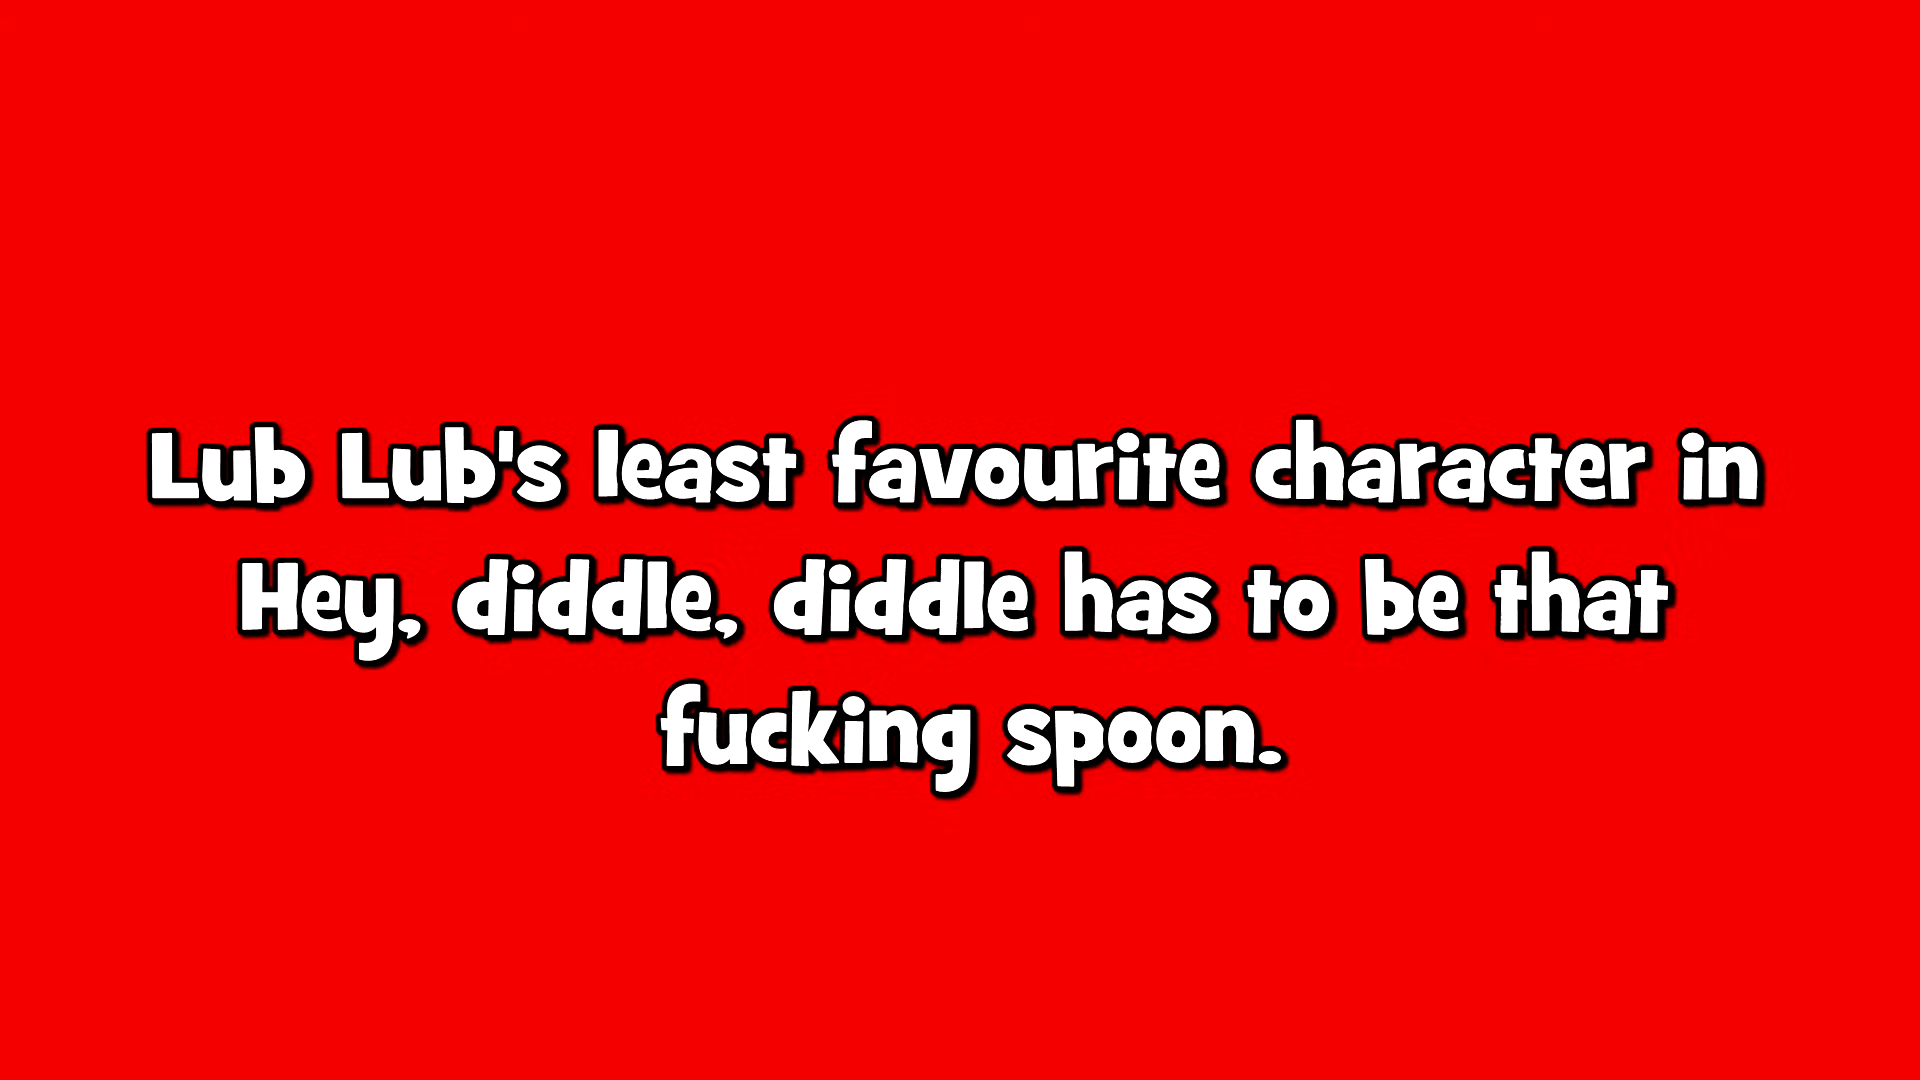 Lub Lub's least favourite character in
Hey, diddle, diddle has to be that
fucking spoon.